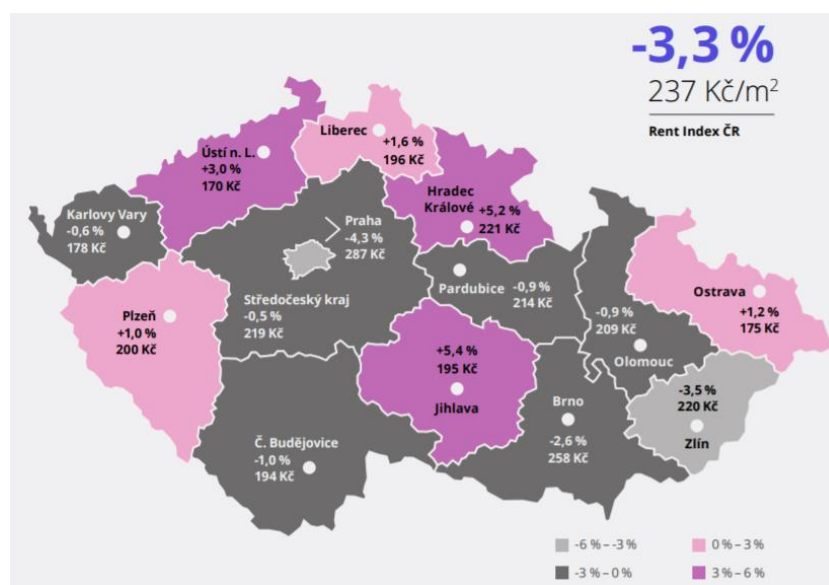 -3,3 %
237 Kč/m²
Rent Index ČR
Liberec
+1,6 %
196 Kč
Ústí n. L.
+3,0 %
170 Kč
Hradec
Králové
+5,2 %
221 Kč
Karlovy Vary
-0,6 %
178 Kč
Praha
-4,3 %
287 Kč
Pardubice
-0,9 %
214 Kč
Středočeský kraj
-0,5 %
219 Kč
Plzeň
+1,0 %
200 Kč
Ostrava
+1,2 %
175 Kč
-0,9 %
209 Kč
Olomouc
+5,4 %
195 Kč
Jihlava
-3,5 %
220 Kč
Zlín
Brno
-2,6 %
258 Kč
Č. Budějovice
-1,0 %
194 Kč
-6 % – -3 %
0 % – 3 %
-3 % – 0 %
3 % – 6 %